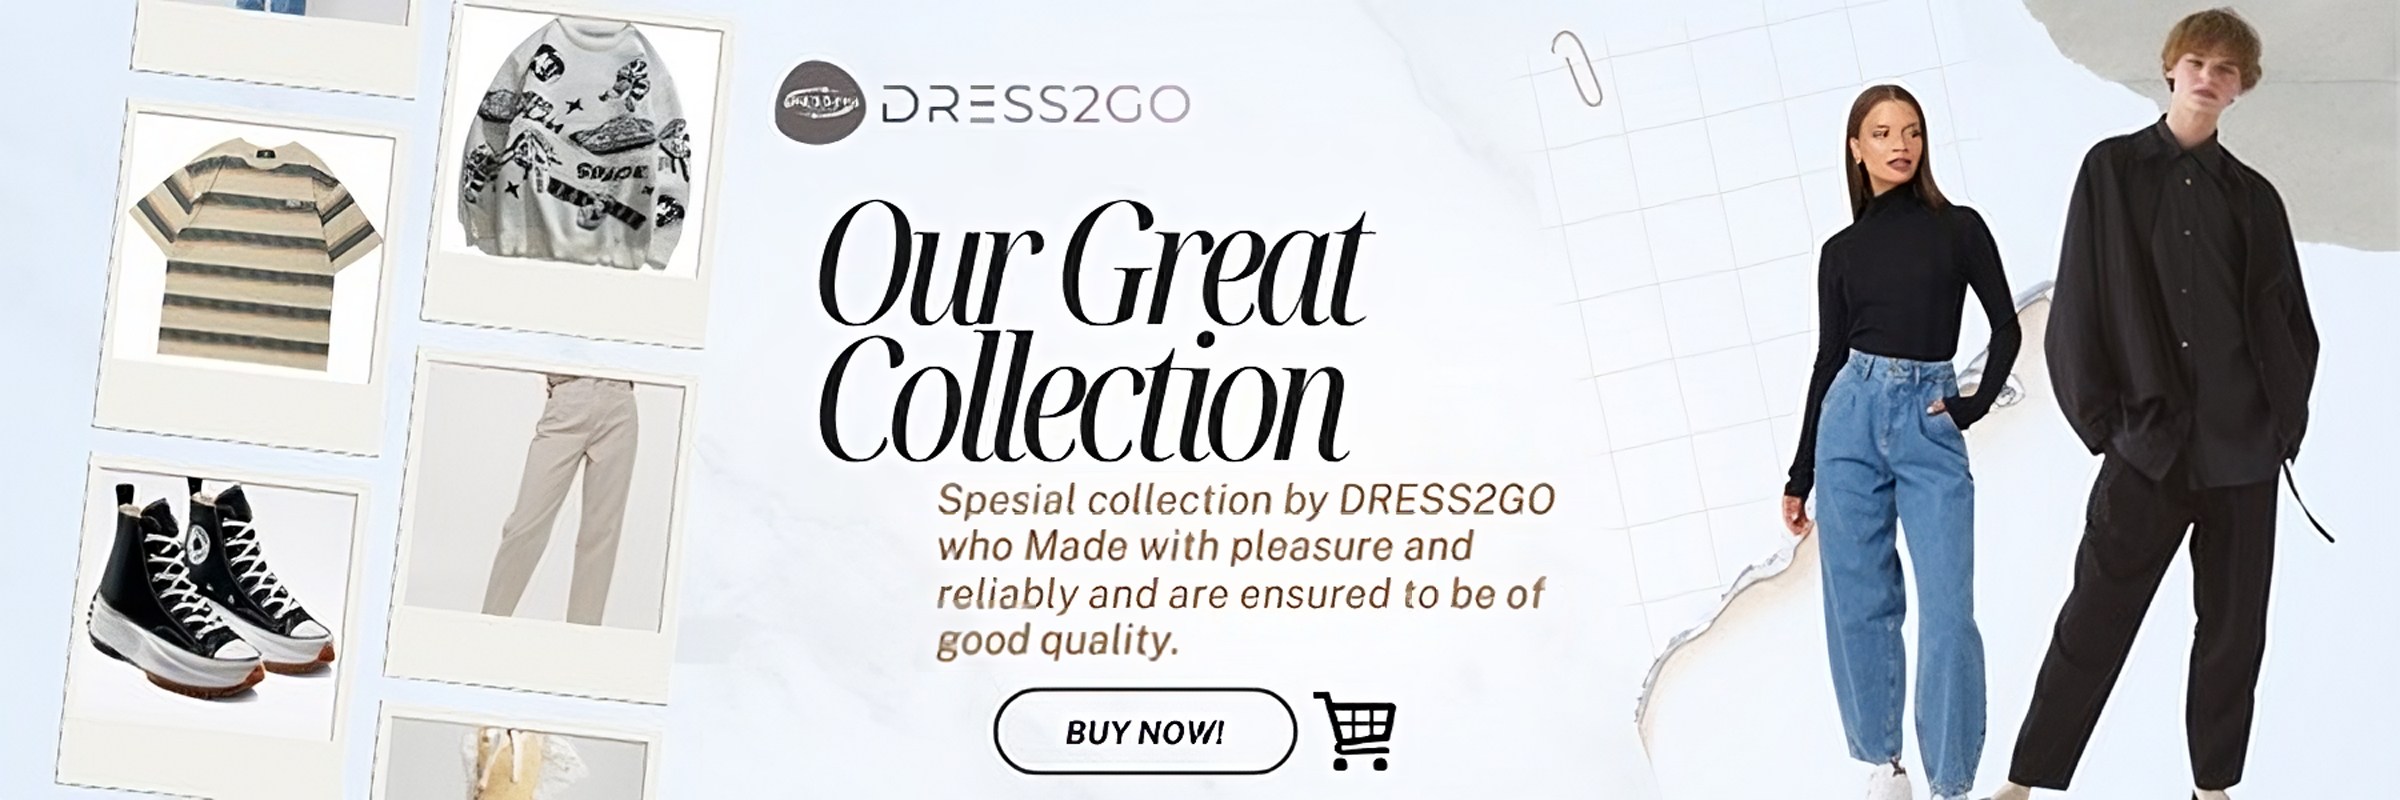 DRESS2GO
Our Great
Collection
Spesial collection by DRESS2GO
who Made with pleasure and
reliably and are ensured to be of
good quality.
BUY NOW!